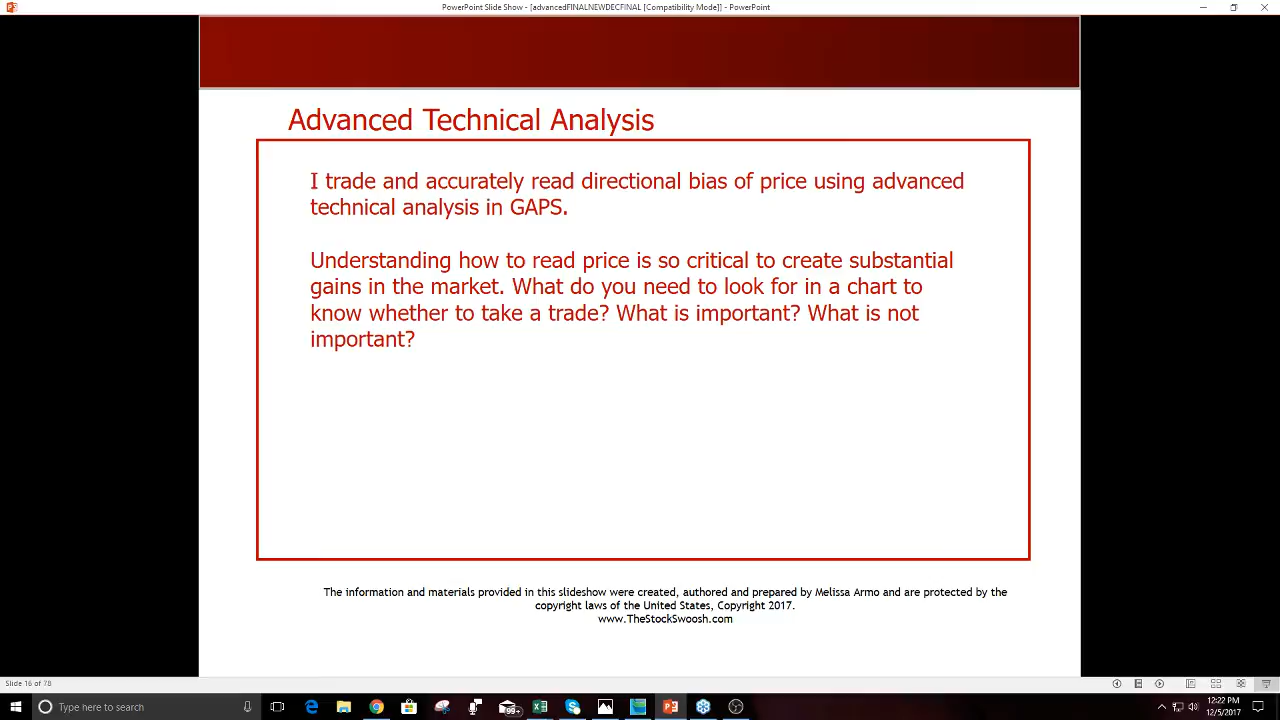 PowerPoint Slide Show - [advancedFINALNEWDECFINAL [Compatibility Mode]] - PowerPoint
Advanced Technical Analysis
I trade and accurately read directional bias of price using advanced
technical analysis in GAPS.
Understanding how to read price is so critical to create substantial
gains in the market. What do you need to look for in a chart to
know whether to take a trade? What is important? What is not
important?
The information and materials provided in this slideshow were created, authored and prepared by Melissa Armo and are protected by the
copyright laws of the United States, Copyright 2017.
www.TheStockSwoosh.com
Slide 16 of 78
Type here to search
12:22 PM
12/5/2017